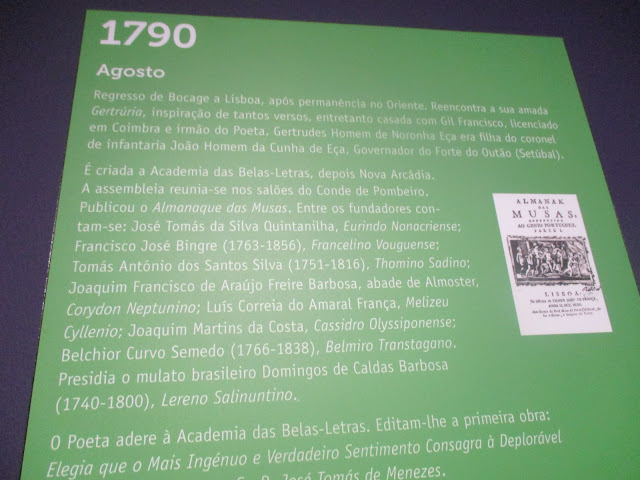 1790
Agosto
Regresso de Bocage a Lisboa, após permanência no Oriente. Reencontra a sua amada
Gertrúria, inspiração de tantos versos, entretanto casada com Gil Francisco, licenciado
em Coimbra e irmão do Poeta. Gertrudes Homem de Noronha Eça era filha do coronel
de infantaria João Homem da Cunha de Eça, Governador do Forte do Outão (Setúbal).
É criada a Academia das Belas-Letras, depois Nova Arcádia.
A assembleia reunia-se nos salões do Conde de Pombeiro.
Publicou o Almanaque das Musas. Entre os fundadores con-
tam-se: José Tomás da Silva Quintanilha, Eurindo Nonacriense;
Francisco José Bingre (1763-1856), Francelino Vouguense;
Tomás António dos Santos Silva (1751-1816), Thomino Sadino;
Joaquim Francisco de Araújo Freire Barbosa, abade de Almoster,
Corydon Neptunino; Luís Correia do Amaral França, Melizeu
Cyllenio; Joaquim Martins da Costa, Cassidro Olyssiponense;
Belchior Curvo Semedo (1766-1838), Belmiro Transtagano.
Presidia o mulato brasileiro Domingos de Caldas Barbosa
(1740-1800), Lereno Salinuntino.
O Poeta adere à Academia das Belas-Letras. Editam-lhe a primeira obra:
Elegia que o Mais Ingénuo e Verdadeiro Sentimento Consagra à Deplorável
José Tomás de Menezes.
ALMANAK
DAS
MUSAS,
AO GENIO PORTUGUEZ.
PARTE I.
LISBOA: